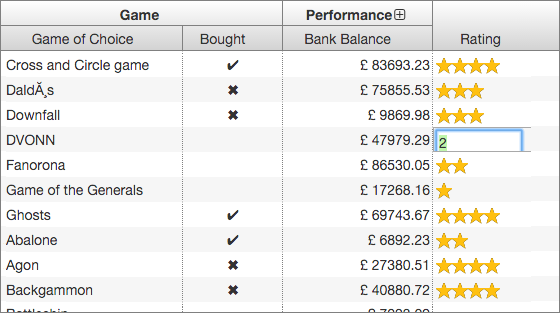 Game Performance
Game of Choice Bought Bank Balance Rating
Cross and Circle game ✔ £ 83693.23
DaldÃ¸s ✖ £ 75855.53
Downfall ✖ £ 9869.98
DVONN £ 47979.29 2
Fanorona £ 86530.05
Game of the Generals £ 17268.16
Ghosts ✔ £ 69743.67
Abalone ✔ £ 6892.23
Agon ✖ £ 27380.51
Backgammon ✖ £ 40880.72